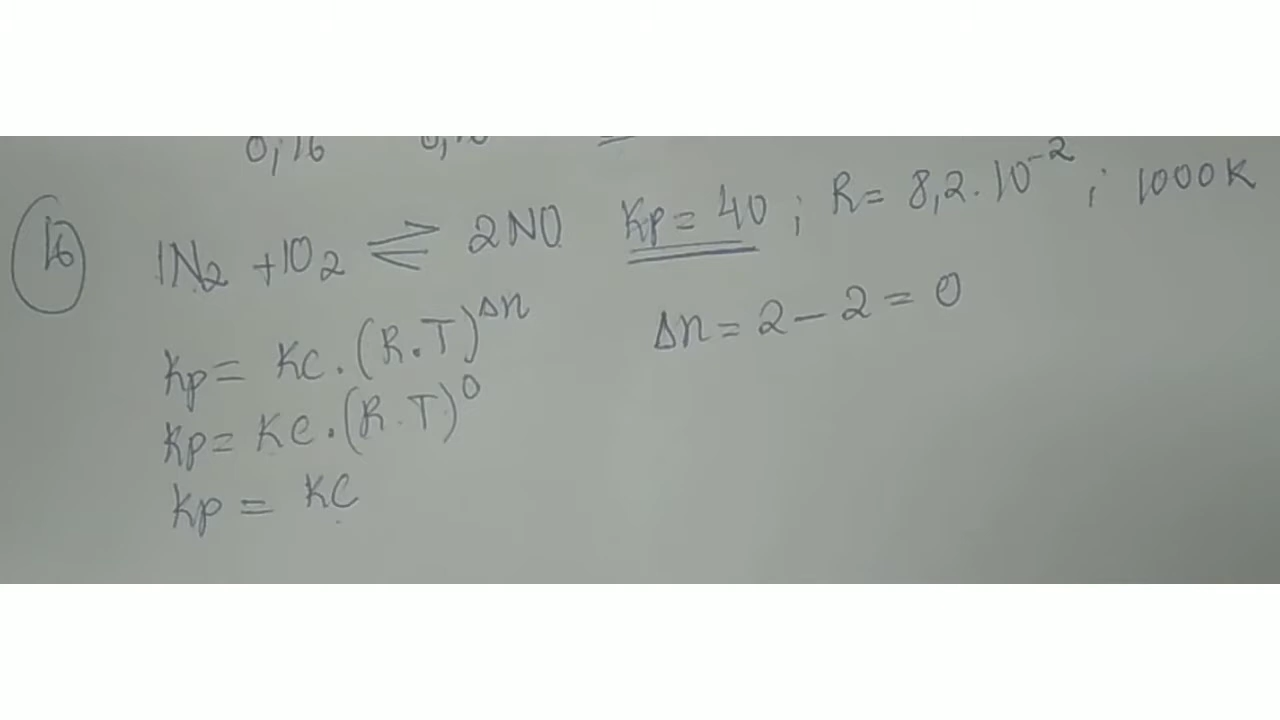 0,16
16 1N₂ + 1O₂ ⇌ 2NO Kp = 40 ; R = 8,2 . 10⁻² ; 1000K
Kp = KC . (R.T)^Δn Δn = 2 - 2 = 0
Kp = KC . (R.T)⁰
Kp = KC